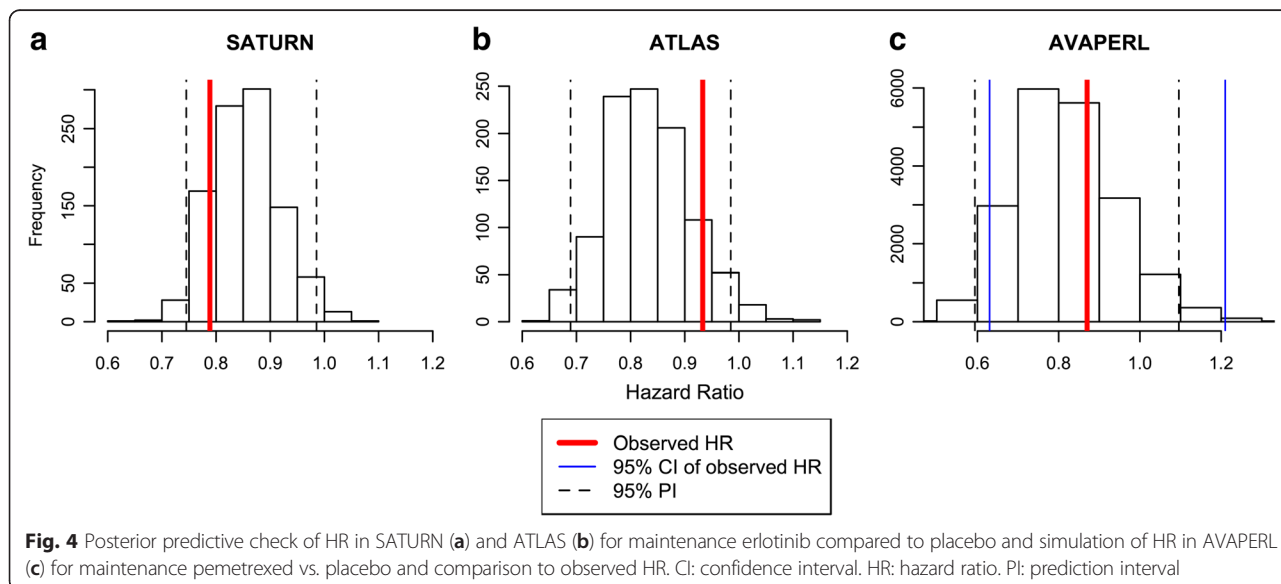 a SATURN
b ATLAS
c AVAPERL
Frequency
0 50 150 250
0 50 100 150 200 250
0 2000 4000 6000
0.6 0.7 0.8 0.9 1.0 1.1 1.2
0.6 0.7 0.8 0.9 1.0 1.1 1.2
0.6 0.8 1.0 1.2
Hazard Ratio
Observed HR
95% CI of observed HR
95% PI
Fig. 4 Posterior predictive check of HR in SATURN (a) and ATLAS (b) for maintenance erlotinib compared to placebo and simulation of HR in AVAPERL
(c) for maintenance pemetrexed vs. placebo and comparison to observed HR. CI: confidence interval. HR: hazard ratio. PI: prediction interval